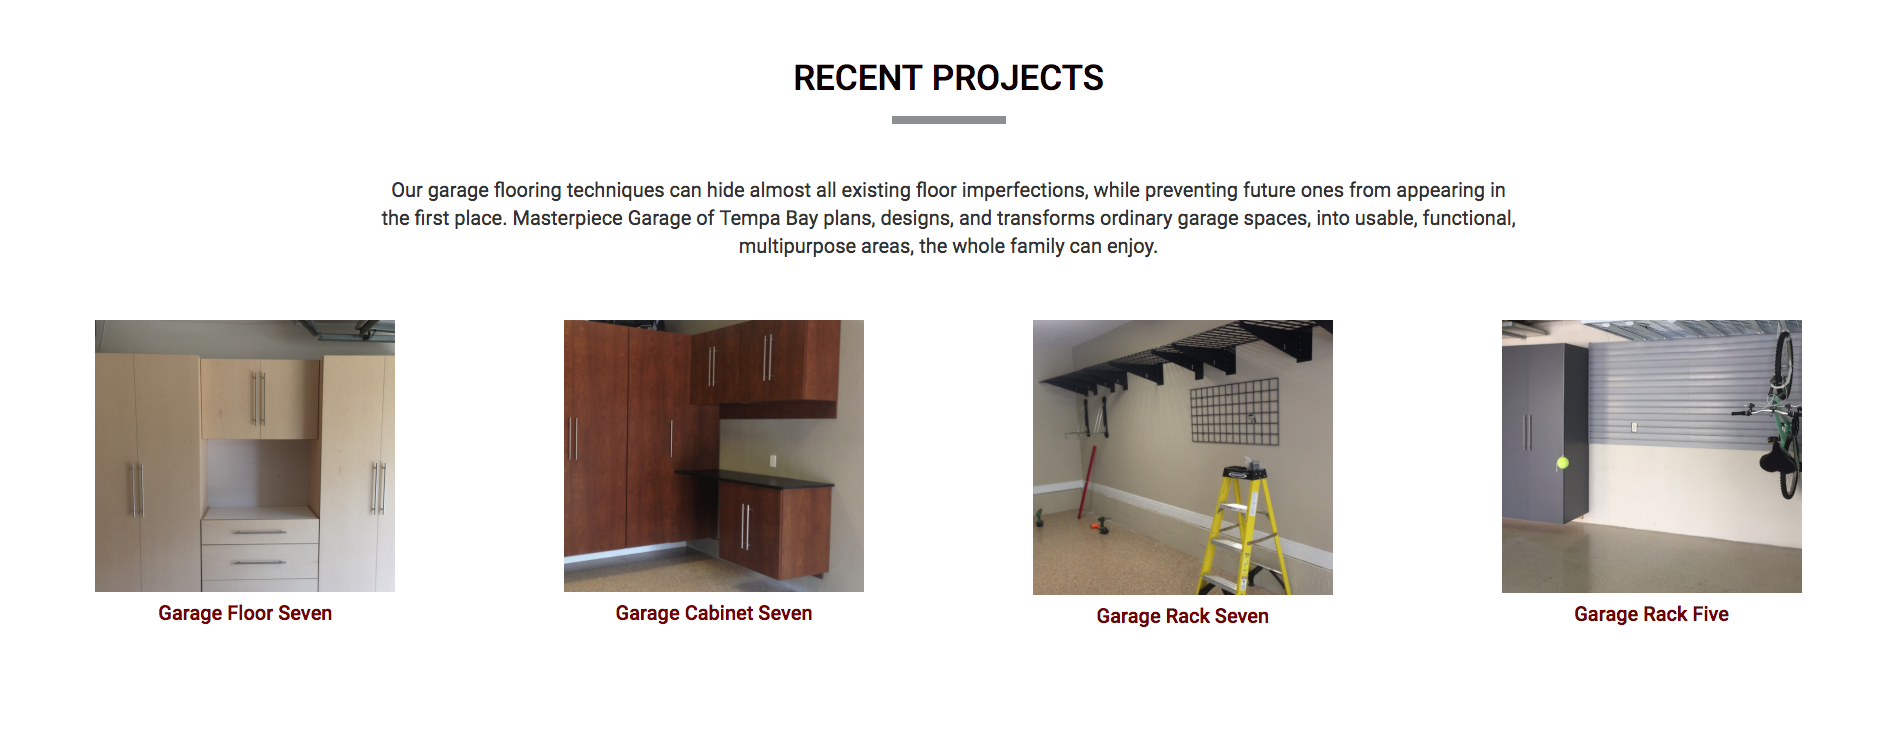 RECENT PROJECTS
Our garage flooring techniques can hide almost all existing floor imperfections, while preventing future ones from appearing in
the first place. Masterpiece Garage of Tempa Bay plans, designs, and transforms ordinary garage spaces, into usable, functional,
multipurpose areas, the whole family can enjoy.
Garage Floor Seven
Garage Cabinet Seven
Garage Rack Seven
Garage Rack Five